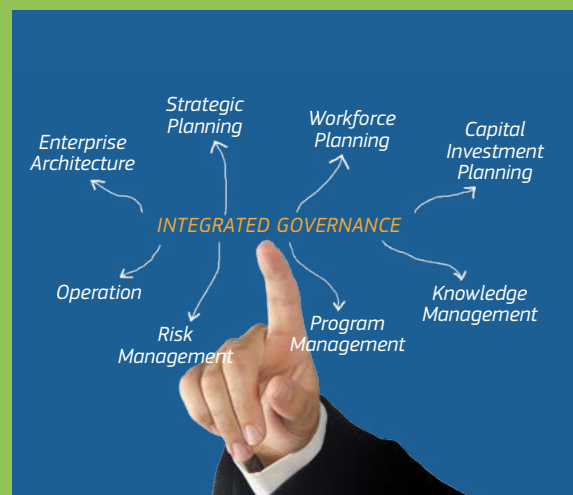 Strategic
Planning
Workforce
Planning
Capital
Investment
Planning
Enterprise
Architecture
INTEGRATED GOVERNANCE
Operation
Risk
Management
Program
Management
Knowledge
Management